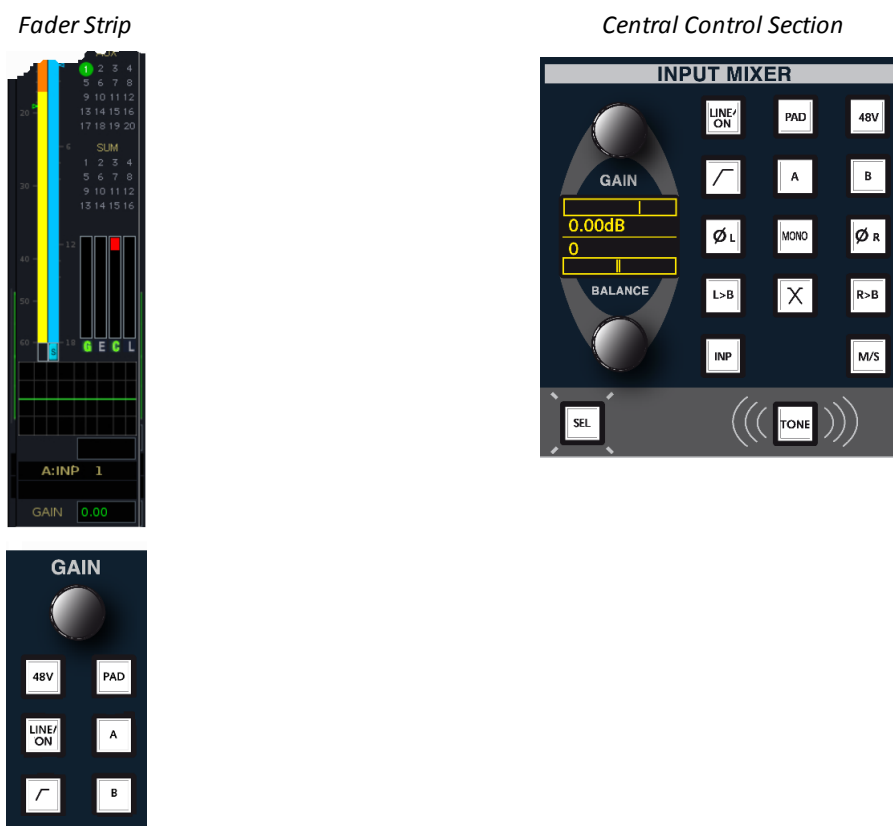 Fader Strip
AUX
1 2 3 4
5 6 7 8
9 10 11 12
13 14 15 16
17 18 19 20
20
6
SUM
1 2 3 4
5 6 7 8
9 10 11 12
13 14 15 16
30
12
40
50
60
18
S
G E C L
A:INP 1
GAIN 0.00
GAIN
48V PAD
LINE/
ON
A
B
Central Control Section
INPUT MIXER
LINE/
ON
PAD 48V
GAIN
A B
0.00dB
0
Ø L MONO Ø R
BALANCE
L>B R>B
INP M/S
SEL TONE